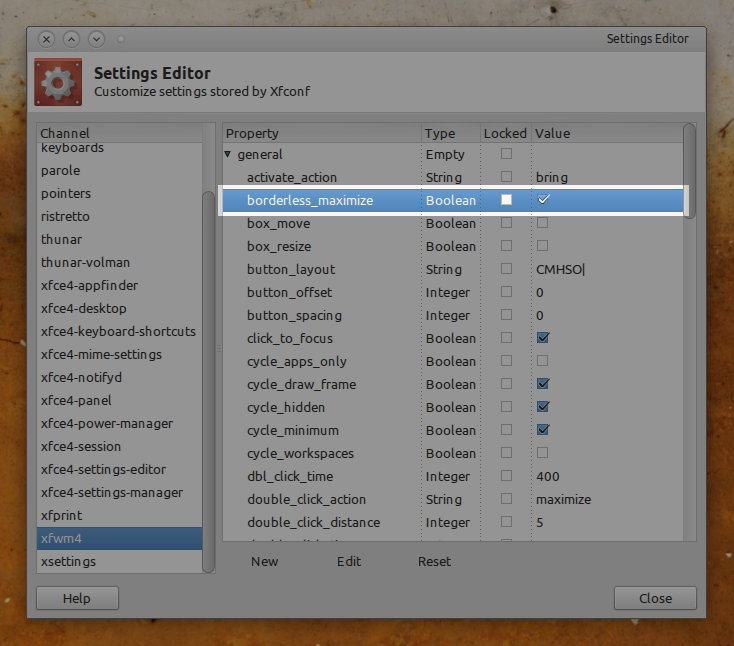 Settings Editor
Settings Editor
Customize settings stored by Xfconf
Channel
keyboards
parole
pointers
ristretto
thunar
thunar-volman
xfce4-appfinder
xfce4-desktop
xfce4-keyboard-shortcuts
xfce4-mime-settings
xfce4-notifyd
xfce4-panel
xfce4-power-manager
xfce4-session
xfce4-settings-editor
xfce4-settings-manager
xfprint
xfwm4
xsettings
Property Type Locked Value
general Empty
activate_action String bring
borderless_maximize Boolean
box_move Boolean
box_resize Boolean
button_layout String CMHSO|
button_offset Integer 0
button_spacing Integer 0
click_to_focus Boolean
cycle_apps_only Boolean
cycle_draw_frame Boolean
cycle_hidden Boolean
cycle_minimum Boolean
cycle_workspaces Boolean
dbl_click_time Integer 400
double_click_action String maximize
double_click_distance Integer 5
New Edit Reset
Help Close